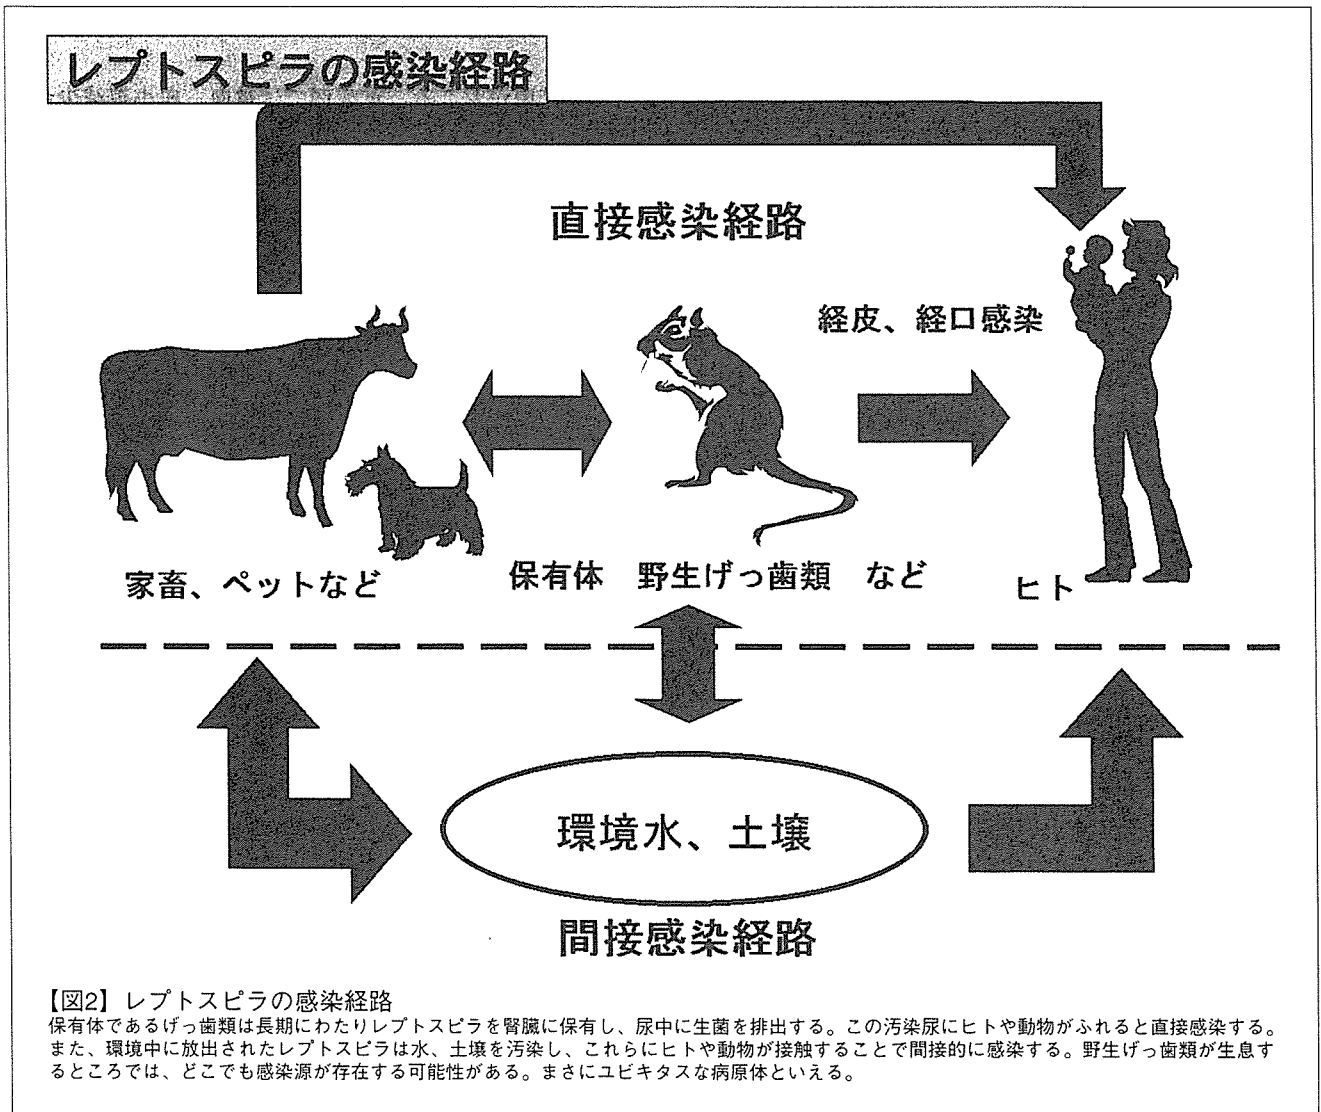 レプトスピラの感染経路
直接感染経路
経皮、経口感染
家畜、ペットなど
保有体 野生げっ歯類 など
ヒト
環境水、土壌
間接感染経路
【図2】レプトスピラの感染経路
保有体であるげっ歯類は長期にわたりレプトスピラを腎臓に保有し、尿中に生菌を排出する。この汚染尿にヒトや動物がふれると直接感染する。
また、環境中に放出されたレプトスピラは水、土壌を汚染し、これらにヒトや動物が接触することで間接的に感染する。野生げっ歯類が生息す
るところでは、どこでも感染源が存在する可能性がある。まさにユビキタスな病原体といえる。